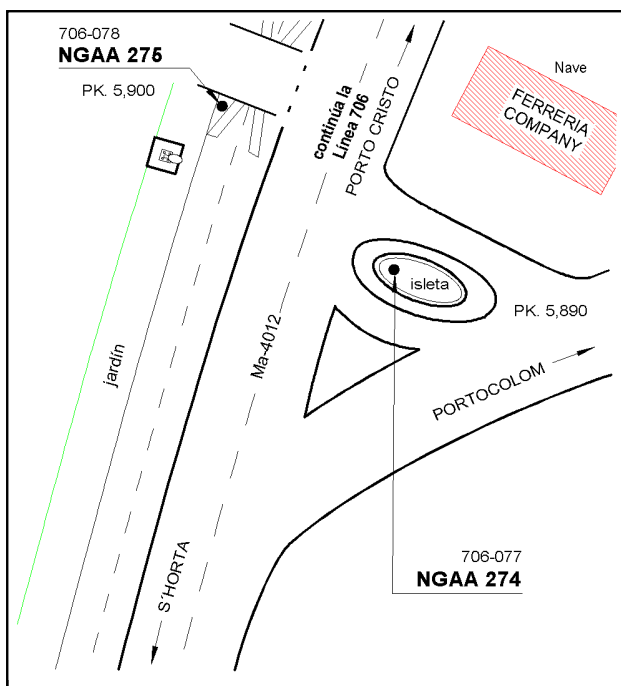 706-078
NGAA 275
PK. 5,900
continúa la
Línea 706
PORTO CRISTO
Nave
FERRERIA
COMPANY
isleta
PK. 5,890
Ma-4012
jardín
PORTOCOLOM
S´HORTA
706-077
NGAA 274